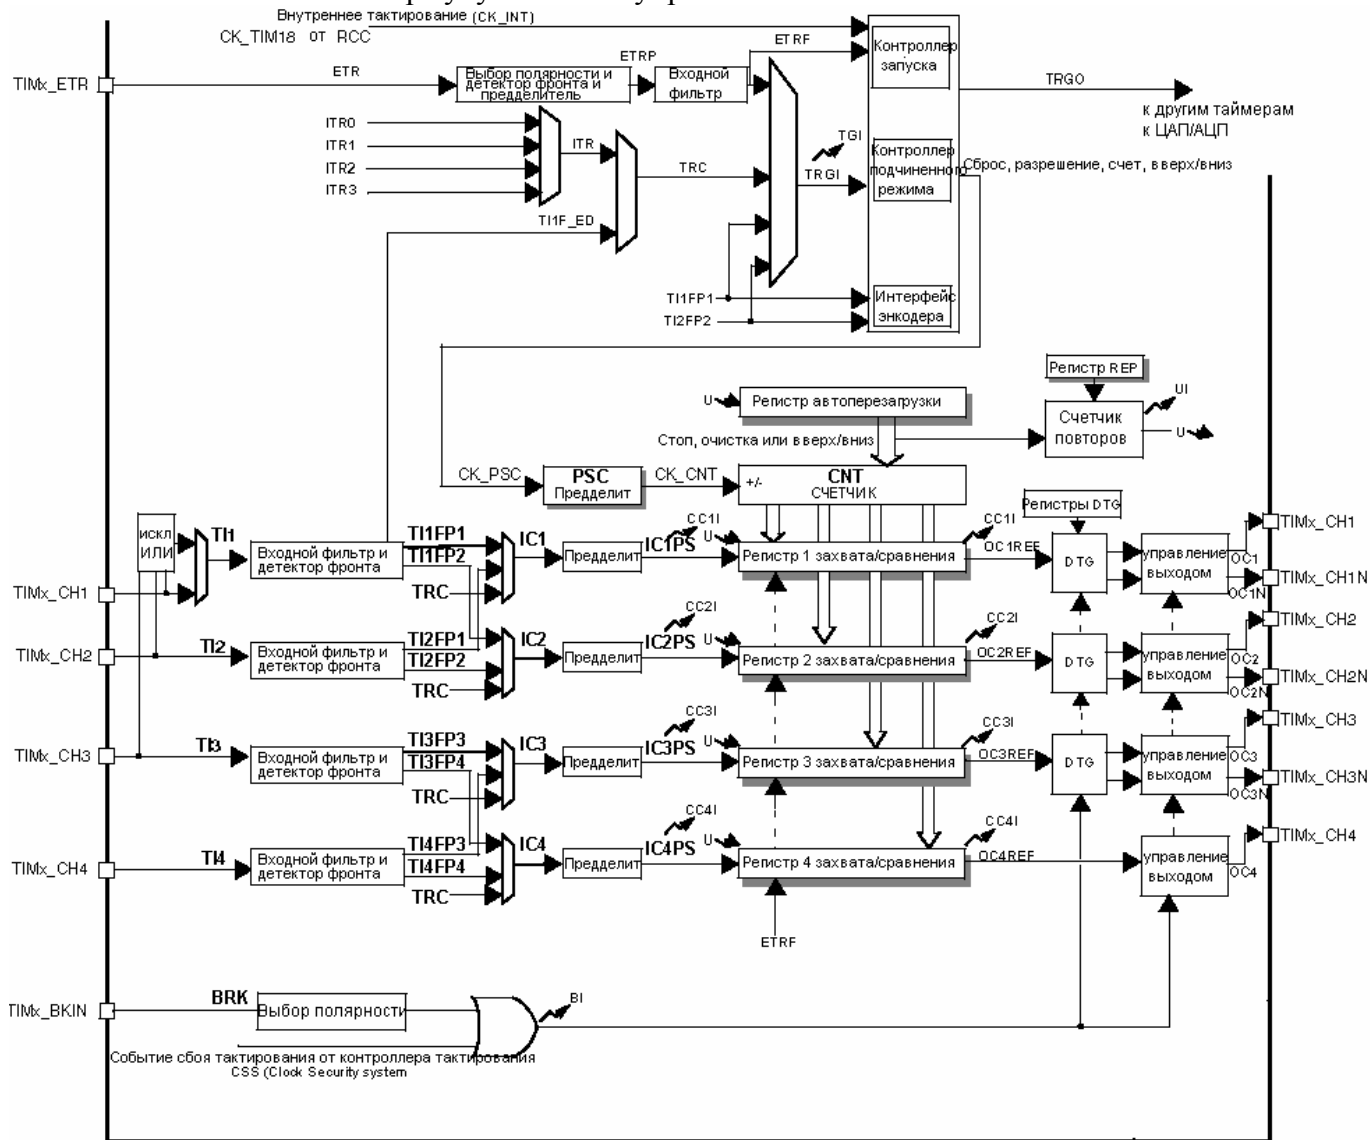 Внутреннее тактирование (CK_INT)
CK_TIM18 от RCC
ETRF
Контроллер
запуска
TIMx_ETR
ETR
Выбор полярности и
детектор фронта и
предделитель
ETRP
Входной
фильтр
TRGO
к другим таймерам
к ЦАП/АЦП
ITR0
ITR1
ITR2
ITR3
ITR
TRC
TGI
TRGI
Контроллер
подчиненного
режима
Сброс, разрешение, счет, вверх/вниз
TI1F_ED
TI1FP1
TI2FP2
Интерфейс
энкодера
Регистр REP
U
Регистр автоперезагрузки
UI
Счетчик
повторов
U
Стоп, очистка или вверх/вниз
CK_PSC
PSC
Предделит
CK_CNT
+/-
CNT
СЧЕТЧИК
Регистры DTG
искл
ИЛИ
TI1
Входной фильтр и
детектор фронта
TI1FP1
TI1FP2
TRC
IC1
Предделит
IC1PS
CC1I
U
Регистр 1 захвата/сравнения
CC1I
OC1REF
DTG
управление
выходом
OC1
OC1N
TIMx_CH1
TIMx_CH1N
TIMx_CH1
TIMx_CH2
TI2
Входной фильтр и
детектор фронта
TI2FP1
TI2FP2
TRC
IC2
Предделит
IC2PS
CC2I
U
Регистр 2 захвата/сравнения
CC2I
OC2REF
DTG
управление
выходом
OC2
OC2N
TIMx_CH2
TIMx_CH2N
TIMx_CH3
TI3
Входной фильтр и
детектор фронта
TI3FP3
TI3FP4
TRC
IC3
Предделит
IC3PS
CC3I
U
Регистр 3 захвата/сравнения
CC3I
OC3REF
DTG
управление
выходом
OC3
OC3N
TIMx_CH3
TIMx_CH3N
TIMx_CH4
TI4
Входной фильтр и
детектор фронта
TI4FP3
TI4FP4
TRC
IC4
Предделит
IC4PS
CC4I
U
Регистр 4 захвата/сравнения
CC4I
OC4REF
управление
выходом
OC4
TIMx_CH4
ETRF
TIMx_BKIN
BRK
Выбор полярности
BI
Событие сбоя тактирования от контроллера тактирования
CSS (Clock Security system